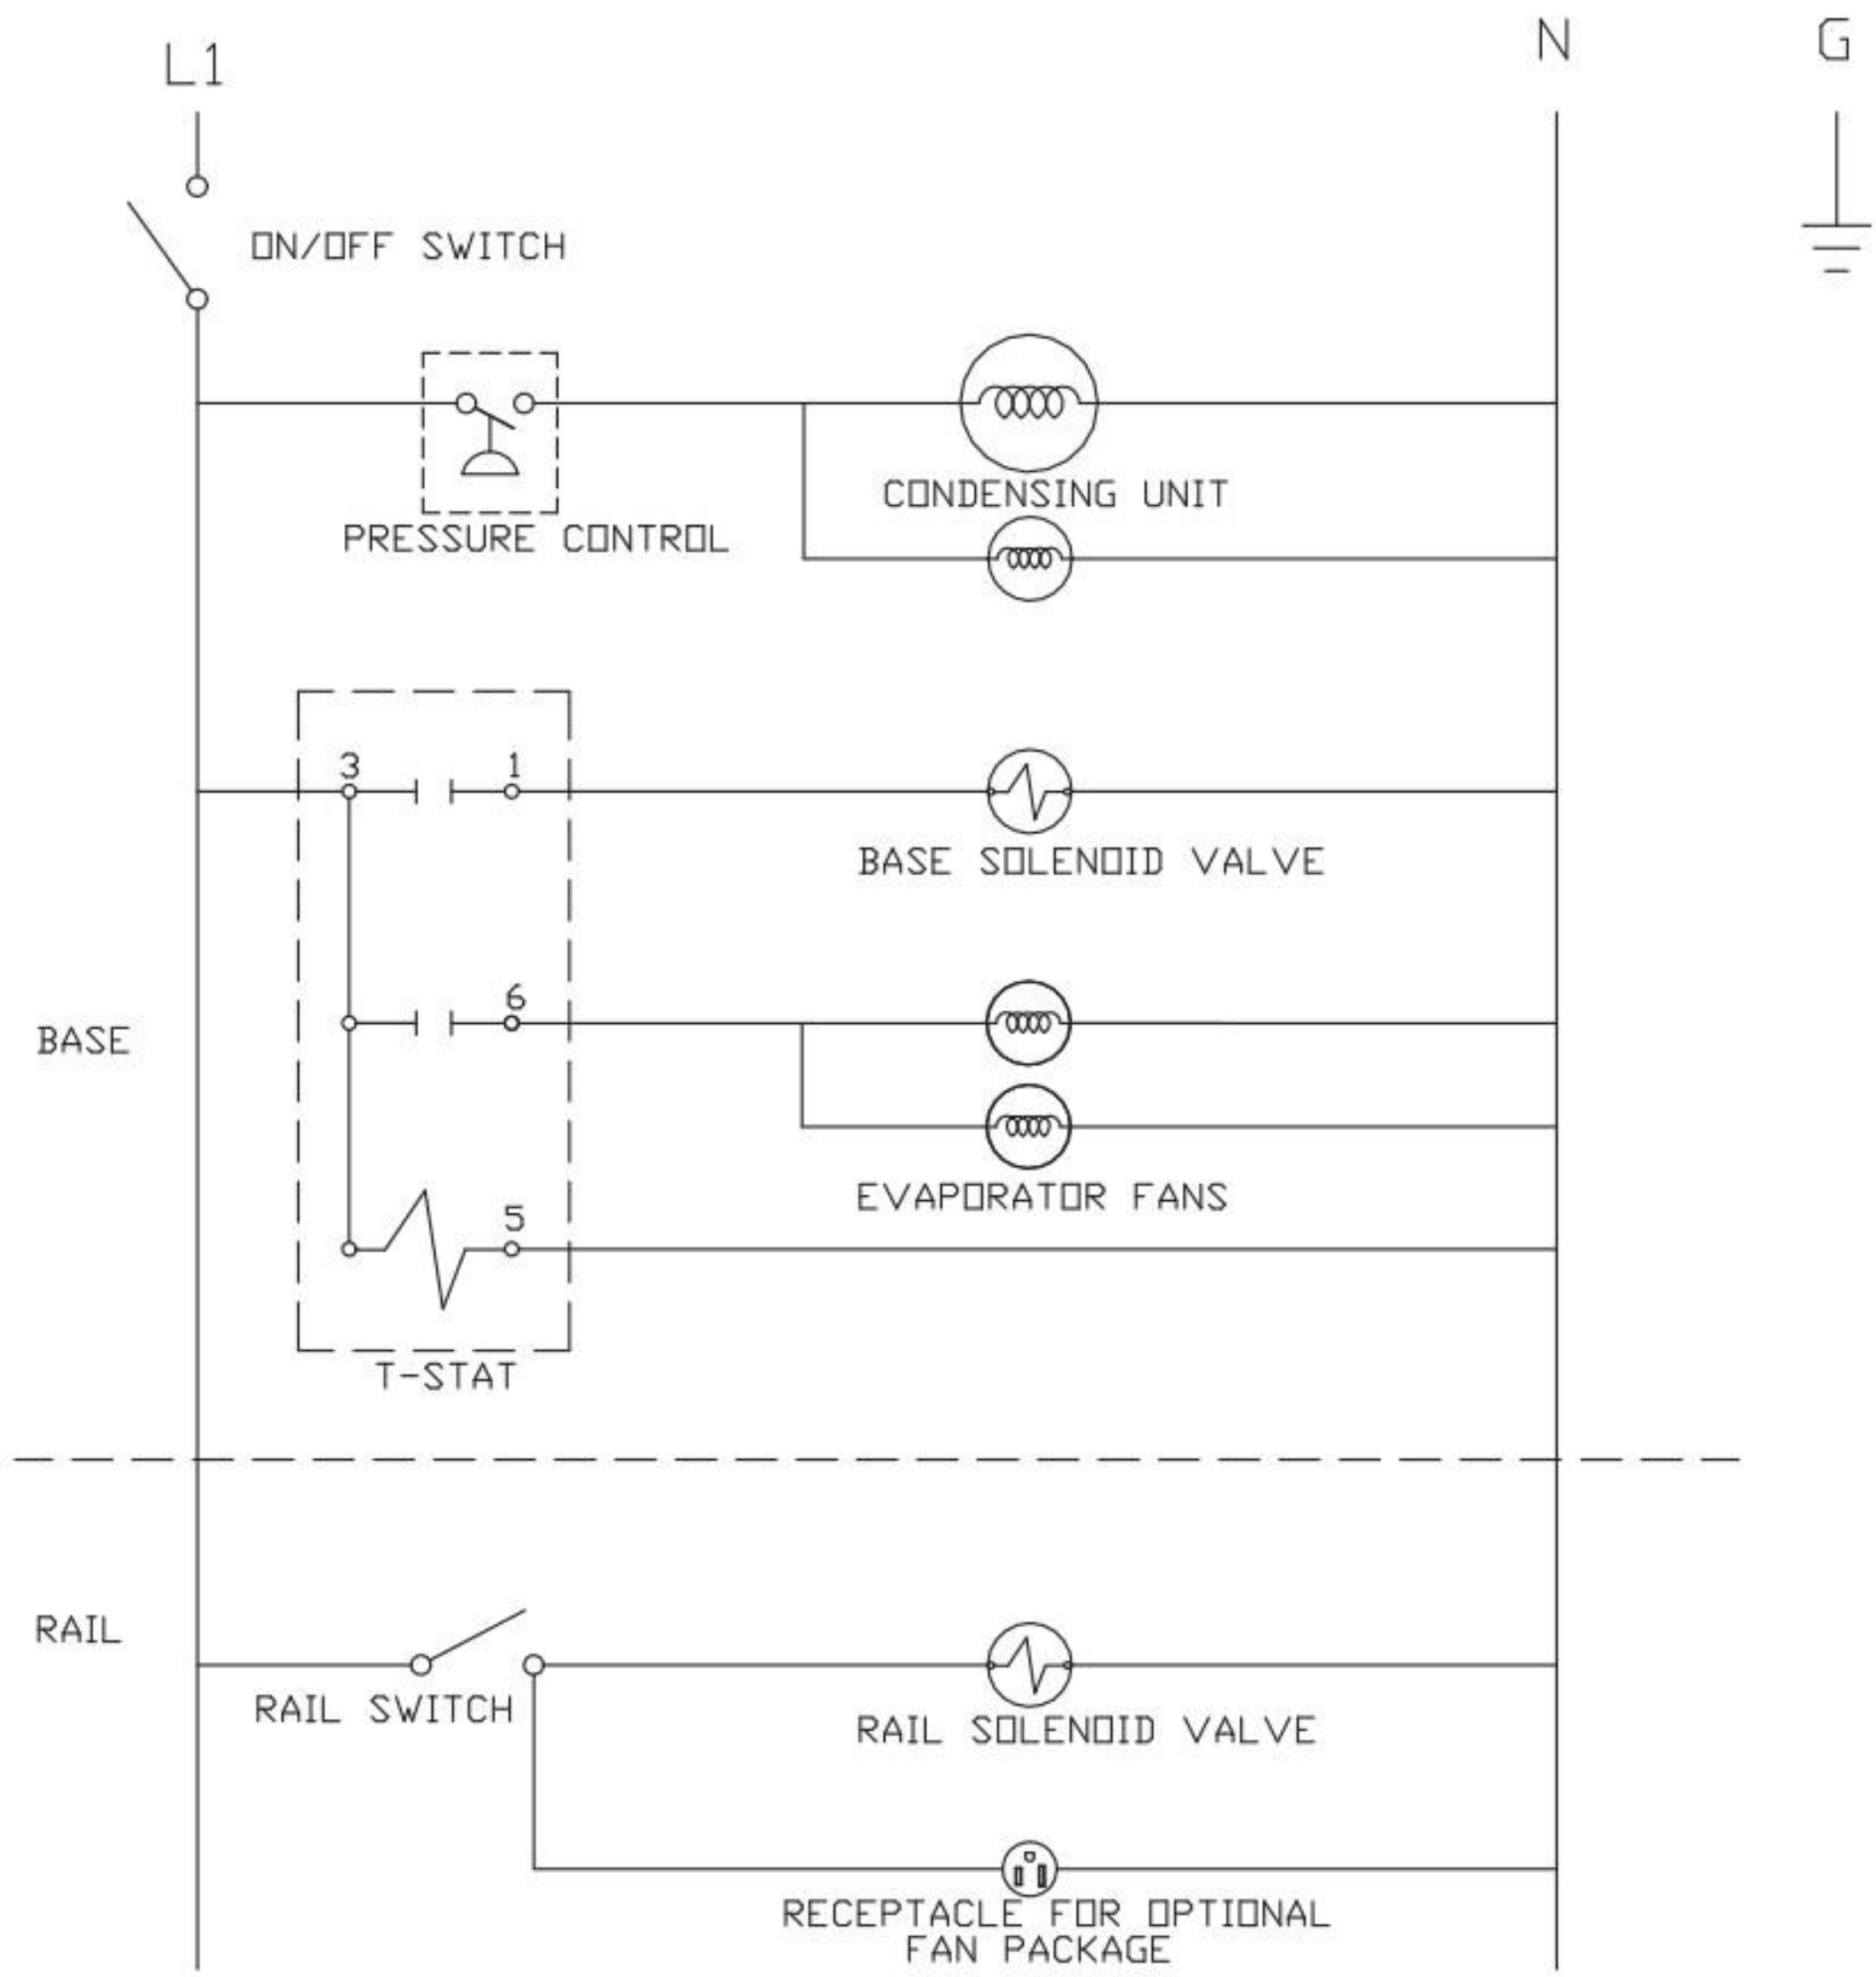 L1
N
G
ON/OFF SWITCH
CONDENSING UNIT
PRESSURE CONTROL
3
1
BASE SOLENOID VALVE
6
BASE
EVAPORATOR FANS
5
T-STAT
RAIL
RAIL SWITCH
RAIL SOLENOID VALVE
RECEPTACLE FOR OPTIONAL
FAN PACKAGE